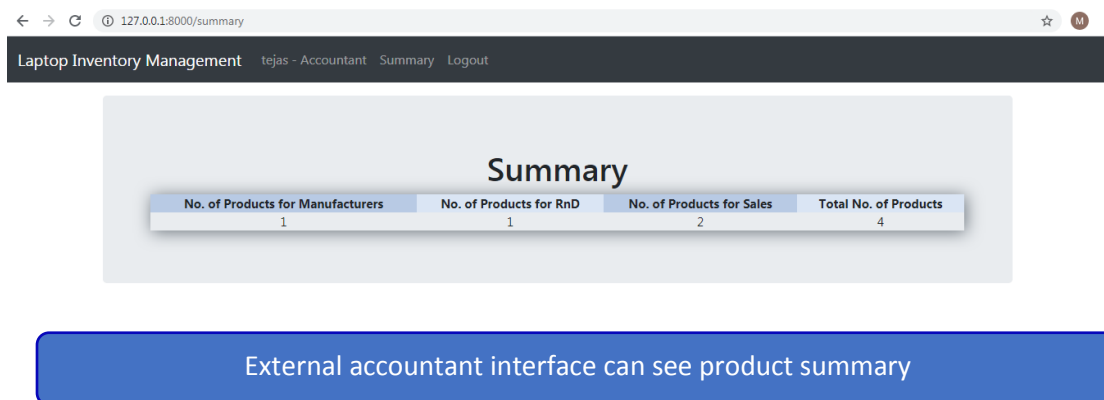 127.0.0.1:8000/summary
M
Laptop Inventory Management tejas - Accountant Summary Logout
Summary
No. of Products for Manufacturers No. of Products for RnD No. of Products for Sales Total No. of Products
1 1 2 4
External accountant interface can see product summary